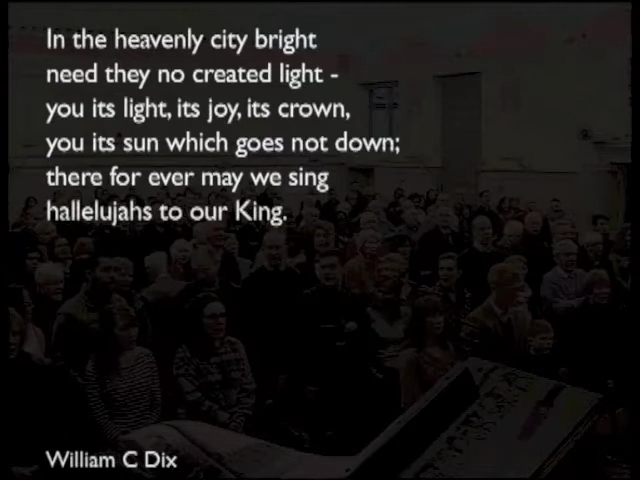 In the heavenly city bright
need they no created light -
you its light, its joy, its crown,
you its sun which goes not down;
there for ever may we sing
hallelujahs to our King.
William C Dix